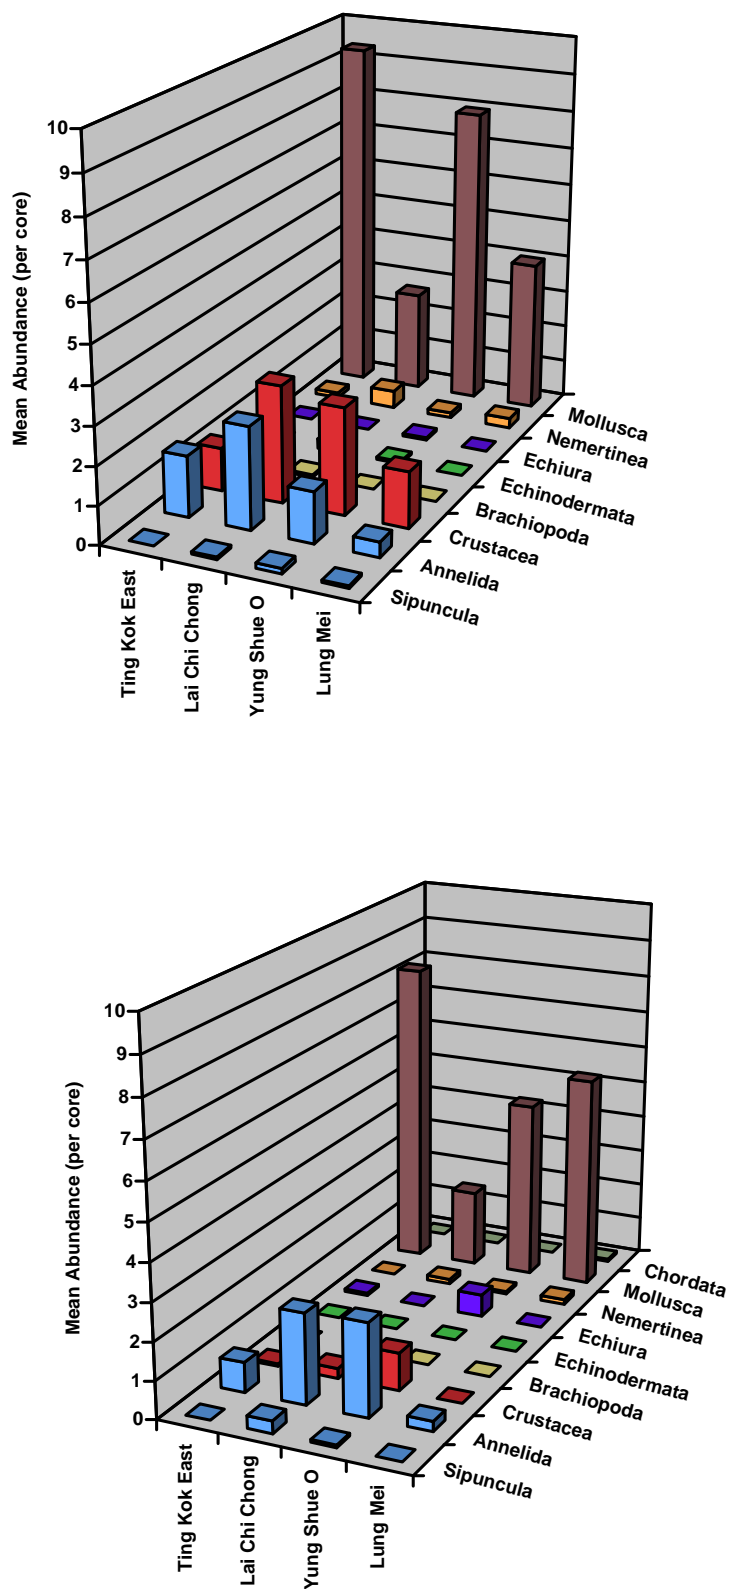 10
9
8
7
6
5
4
3
2
1
0
Mean Abundance (per core)
Ting Kok East
Lai Chi Chong
Yung Shue O
Lung Mei
Mollusca
Nemertinea
Echiura
Echinodermata
Brachiopoda
Crustacea
Annelida
Sipuncula
10
9
8
7
6
5
4
3
2
1
0
Mean Abundance (per core)
Ting Kok East
Lai Chi Chong
Yung Shue O
Lung Mei
Chordata
Mollusca
Nemertinea
Echiura
Echinodermata
Brachiopoda
Crustacea
Annelida
Sipuncula